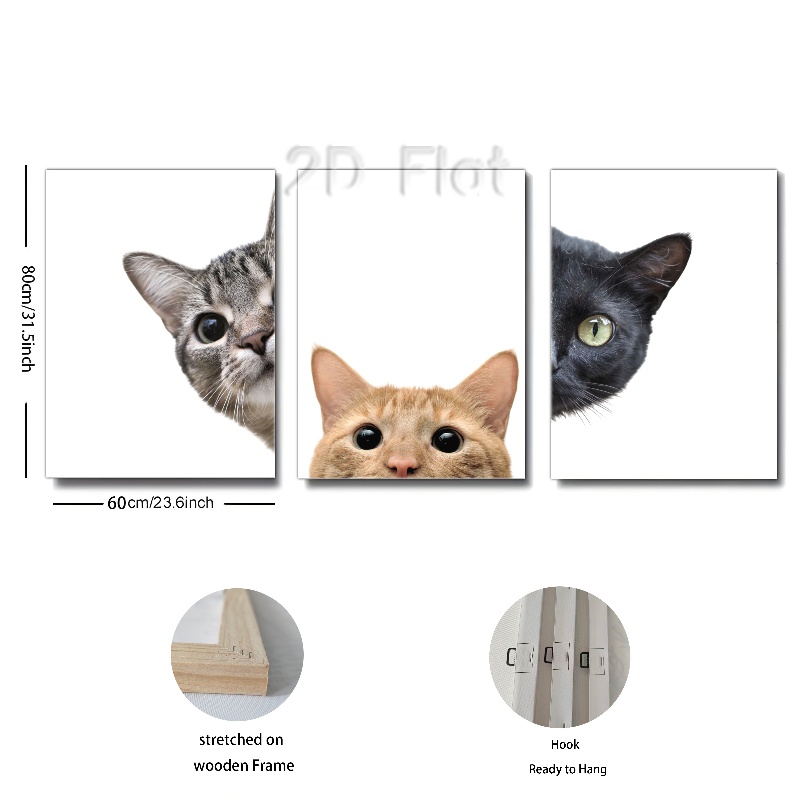 2D Flat
80cm/31.5inch
60cm/23.6inch
stretched on
wooden Frame
Hook
Ready to Hang